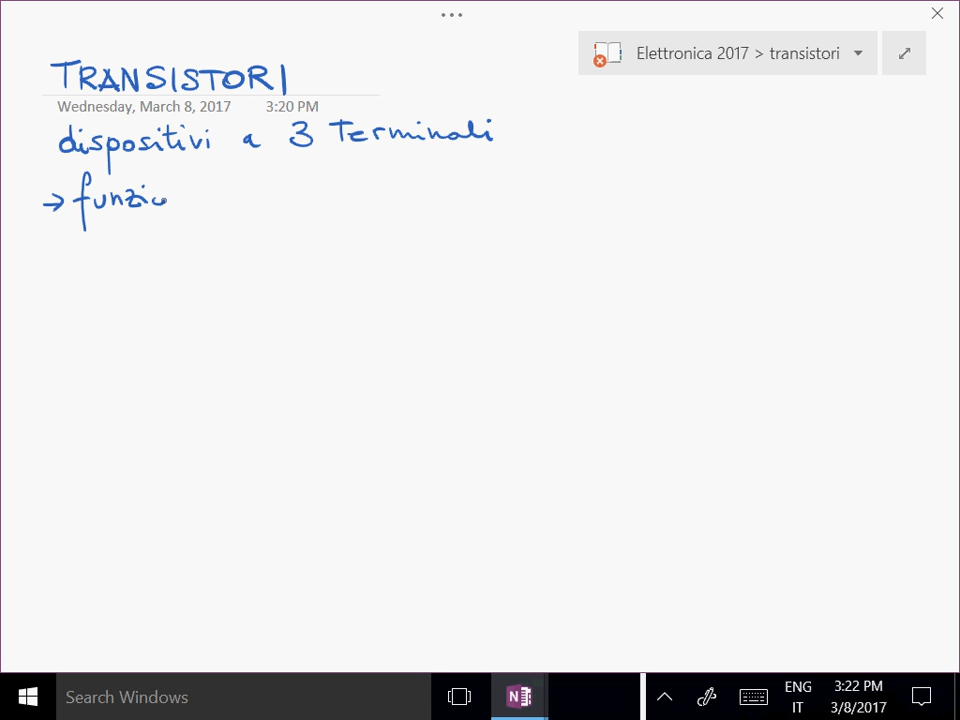 Elettronica 2017 > transistori
TRANSISTORI
Wednesday, March 8, 2017 3:20 PM
dispositivi a 3 terminali
→ funzio
Search Windows
N
ENG
IT
3:22 PM
3/8/2017